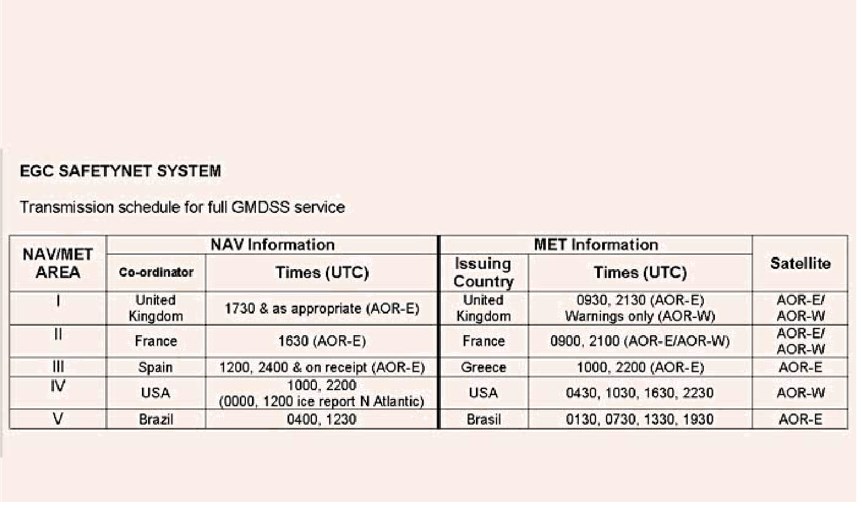 EGC SAFETYNET SYSTEM
Transmission schedule for full GMDSS service
NAV/MET AREA NAV Information MET Information Satellite
Co-ordinator Times (UTC) Issuing Country Times (UTC)
I United Kingdom 1730 & as appropriate (AOR-E) United Kingdom 0930, 2130 (AOR-E) Warnings only (AOR-W) AOR-E/ AOR-W
II France 1630 (AOR-E) France 0900, 2100 (AOR-E/AOR-W) AOR-E/ AOR-W
III Spain 1200, 2400 & on receipt (AOR-E) Greece 1000, 2200 (AOR-E) AOR-E
IV USA 1000, 2200 (0000, 1200 ice report N Atlantic) USA 0430, 1030, 1630, 2230 AOR-W
V Brazil 0400, 1230 Brasil 0130, 0730, 1330, 1930 AOR-E